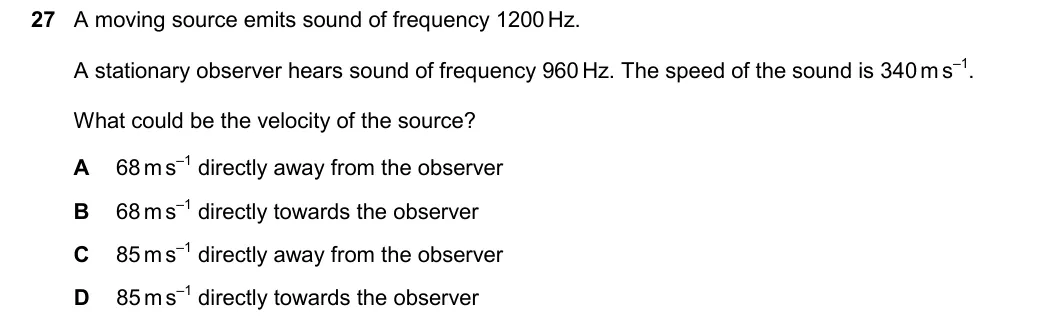 27 A moving source emits sound of frequency 1200 Hz.
A stationary observer hears sound of frequency 960 Hz. The speed of the sound is 340 m s⁻¹.
What could be the velocity of the source?
A 68 m s⁻¹ directly away from the observer
B 68 m s⁻¹ directly towards the observer
C 85 m s⁻¹ directly away from the observer
D 85 m s⁻¹ directly towards the observer